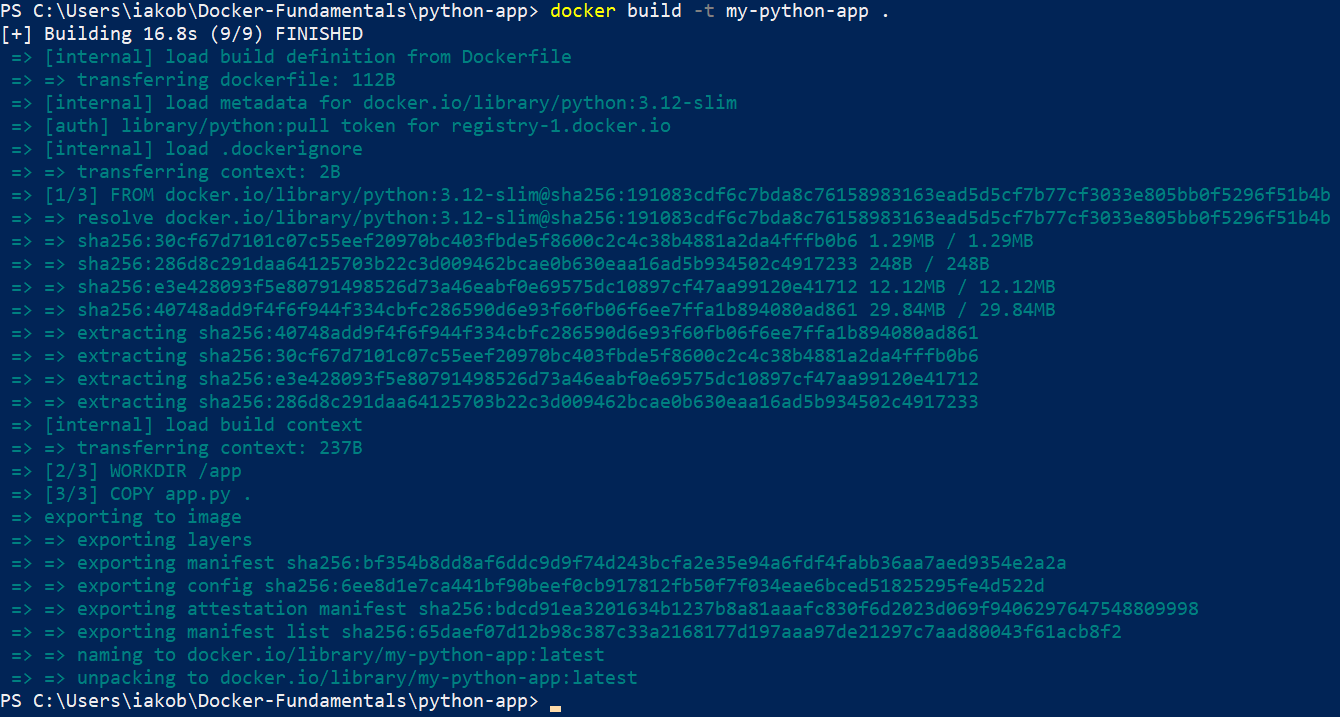 PS C:\Users\iakob\Docker-Fundamentals\python-app> docker build -t my-python-app .
[+] Building 16.8s (9/9) FINISHED
=> [internal] load build definition from Dockerfile
=> => transferring dockerfile: 112B
=> [internal] load metadata for docker.io/library/python:3.12-slim
=> [auth] library/python:pull token for registry-1.docker.io
=> [internal] load .dockerignore
=> => transferring context: 2B
=> [1/3] FROM docker.io/library/python:3.12-slim@sha256:191083cdf6c7bda8c76158983163ead5d5cf7b77cf3033e805bb0f5296f51b4b
=> => resolve docker.io/library/python:3.12-slim@sha256:191083cdf6c7bda8c76158983163ead5d5cf7b77cf3033e805bb0f5296f51b4b
=> => sha256:30cf67d7101c07c55eef20970bc403fbde5f8600c2c4c38b4881a2da4fffb0b6 1.29MB / 1.29MB
=> => sha256:286d8c291daa64125703b22c3d009462bcae0b630eaa16ad5b934502c4917233 248B / 248B
=> => sha256:e3e428093f5e80791498526d73a46eabf0e69575dc10897cf47aa99120e41712 12.12MB / 12.12MB
=> => sha256:40748add9f4f6f944f334cbfc286590d6e93f60fb06f6ee7ffa1b894080ad861 29.84MB / 29.84MB
=> => extracting sha256:40748add9f4f6f944f334cbfc286590d6e93f60fb06f6ee7ffa1b894080ad861
=> => extracting sha256:30cf67d7101c07c55eef20970bc403fbde5f8600c2c4c38b4881a2da4fffb0b6
=> => extracting sha256:e3e428093f5e80791498526d73a46eabf0e69575dc10897cf47aa99120e41712
=> => extracting sha256:286d8c291daa64125703b22c3d009462bcae0b630eaa16ad5b934502c4917233
=> [internal] load build context
=> => transferring context: 237B
=> [2/3] WORKDIR /app
=> [3/3] COPY app.py .
=> exporting to image
=> => exporting layers
=> => exporting manifest sha256:bf354b8dd8af6ddc9d9f74d243bcfa2e35e94a6fdf4fabb36aa7aed9354e2a2a
=> => exporting config sha256:6ee8d1e7ca441bf90beef0cb917812fb50f7f034eae6bced51825295fe4d522d
=> => exporting attestation manifest sha256:bdcd91ea3201634b1237b8a81aaafc830f6d2023d069f9406297647548809998
=> => exporting manifest list sha256:65daef07d12b98c387c33a2168177d197aaa97de21297c7aad80043f61acb8f2
=> => naming to docker.io/library/my-python-app:latest
=> => unpacking to docker.io/library/my-python-app:latest
PS C:\Users\iakob\Docker-Fundamentals\python-app>